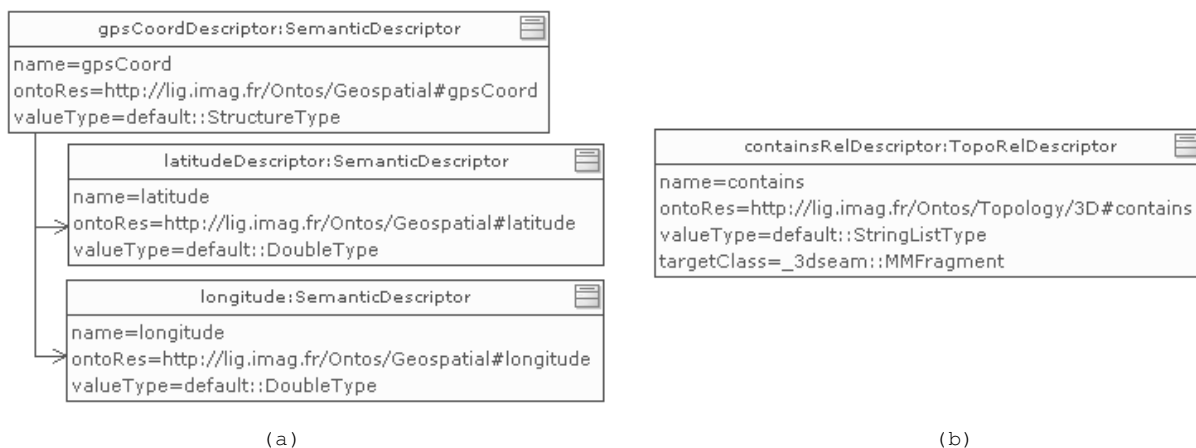 gpsCoordDescriptor:SemanticDescriptor
name=gpsCoord
ontoRes=http://lig.imag.fr/Ontos/Geospatial#gpsCoord
valueType=default::StructureType
latitudeDescriptor:SemanticDescriptor
name=latitude
ontoRes=http://lig.imag.fr/Ontos/Geospatial#latitude
valueType=default::DoubleType
longitude:SemanticDescriptor
name=longitude
ontoRes=http://lig.imag.fr/Ontos/Geospatial#longitude
valueType=default::DoubleType
(a)
containsRelDescriptor:TopoRelDescriptor
name=contains
ontoRes=http://lig.imag.fr/Ontos/Topology/3D#contains
valueType=default::StringListType
targetClass=_3dseam::MMFragment
(b)